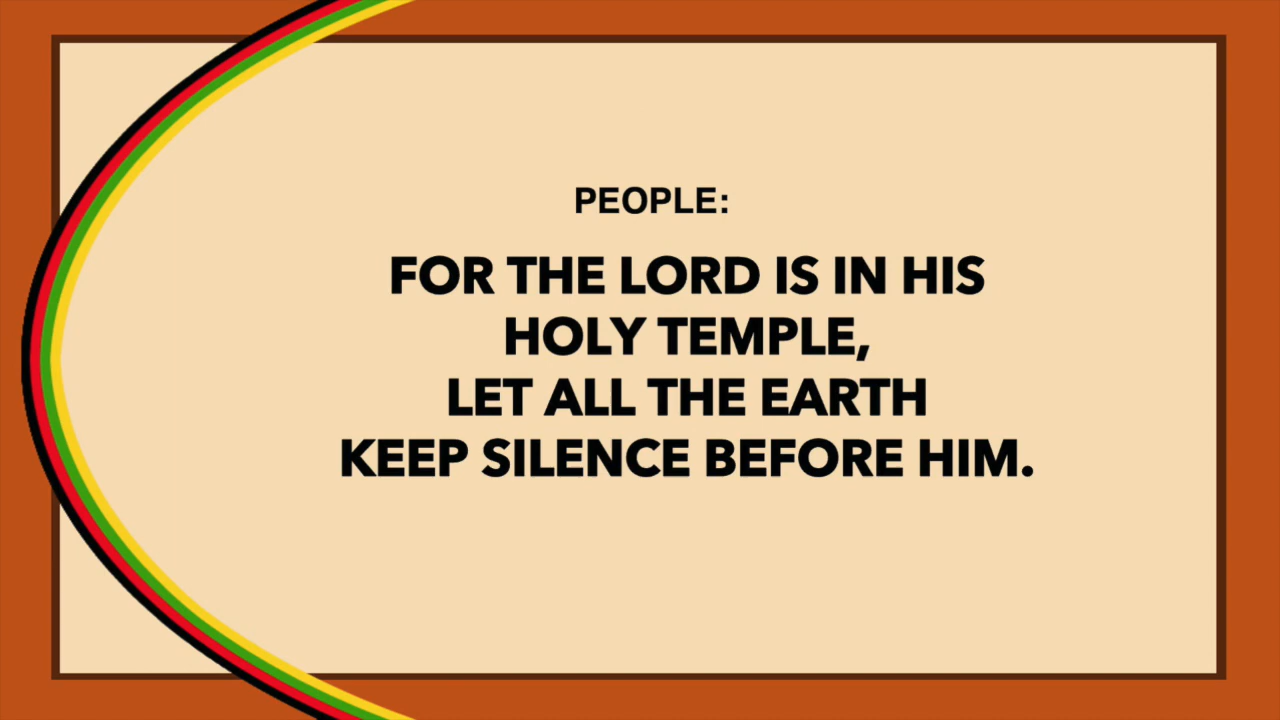 PEOPLE:
FOR THE LORD IS IN HIS
HOLY TEMPLE,
LET ALL THE EARTH
KEEP SILENCE BEFORE HIM.